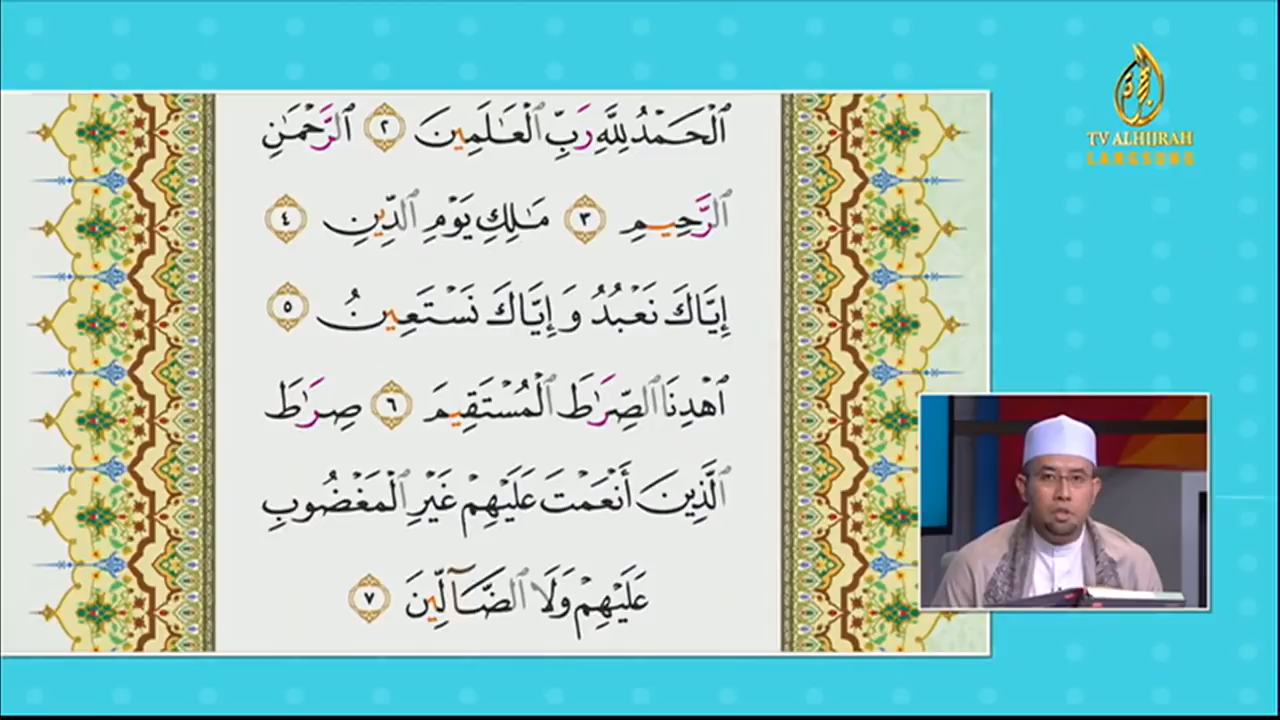 ٱلْحَمْدُ لِلَّهِ رَبِّ ٱلْعَـٰلَمِينَ ٢ ٱلرَّحْمَـٰنِ
ٱلرَّحِيمِ ٣ مَـٰلِكِ يَوْمِ ٱلدِّينِ ٤
إِيَّاكَ نَعْبُدُ وَإِيَّاكَ نَسْتَعِينُ ٥
ٱهْدِنَا ٱلصِّرَٰطَ ٱلْمُسْتَقِيمَ ٦ صِرَٰطَ
ٱلَّذِينَ أَنْعَمْتَ عَلَيْهِمْ غَيْرِ ٱلْمَغْضُوبِ
عَلَيْهِمْ وَلَا ٱلضَّآلِّينَ ٧
TV ALHIJRAH
LANGSUNG